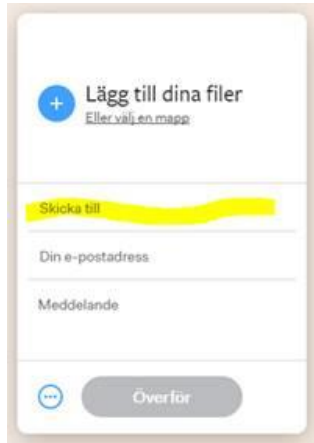 Lägg till dina filer
Eller välj en mapp
Skicka till
Din e-postadress
Meddelande
Överför